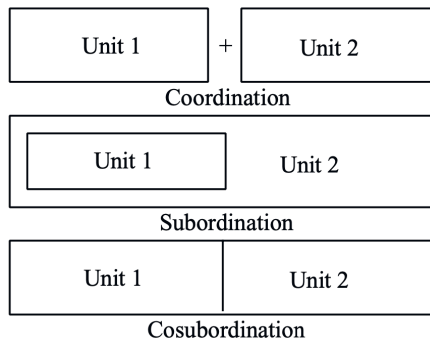 Unit 1 + Unit 2
Coordination
Unit 1 Unit 2
Subordination
Unit 1 Unit 2
Cosubordination